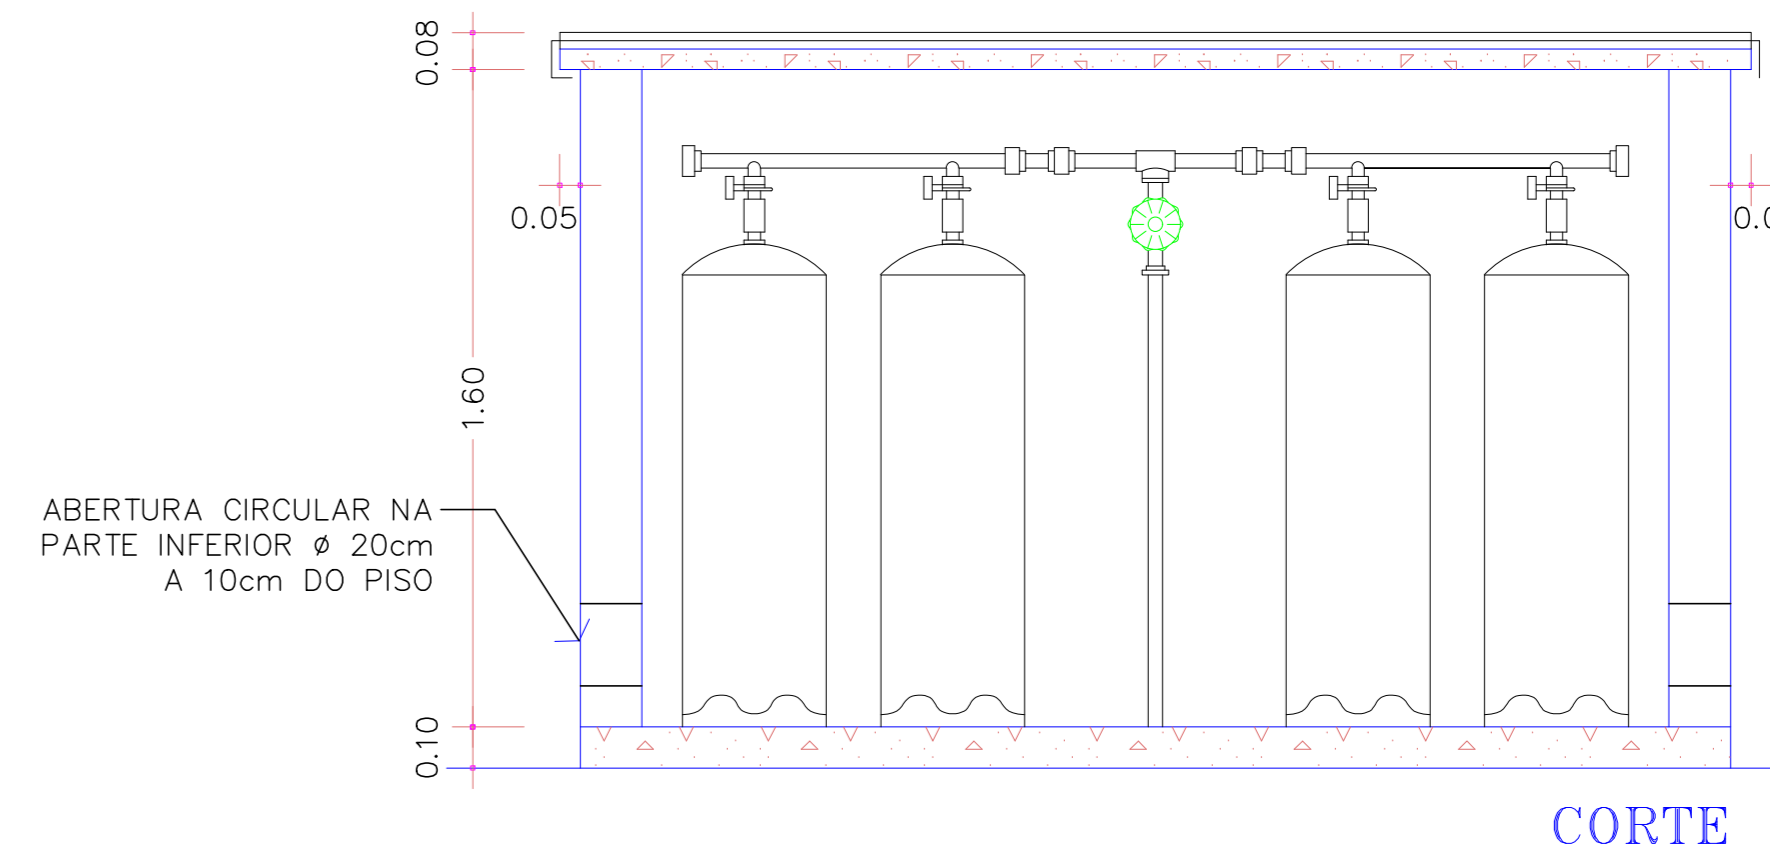 0.08
0.05
1.60
ABERTURA CIRCULAR NA
PARTE INFERIOR ø 20cm
A 10cm DO PISO
0.10
CORTE